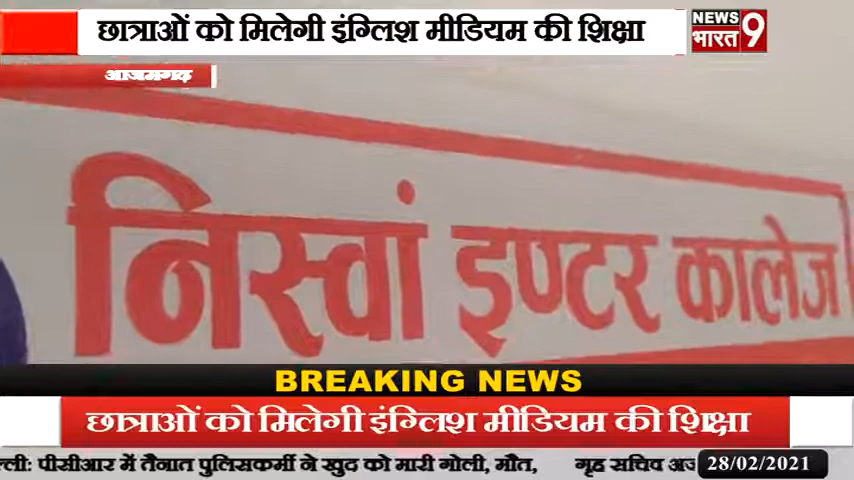 छात्राओं को मिलेगी इंग्लिश मीडियम की शिक्षा
NEWS 9
भारत
आजमगढ़
निस्वां इण्टर कालेज
BREAKING NEWS
छात्राओं को मिलेगी इंग्लिश मीडियम की शिक्षा
ल्ली: पीसीआर में तैनात पुलिसकर्मी ने खुद को मारी गोली, मौत, गृह सचिव
28/02/2021